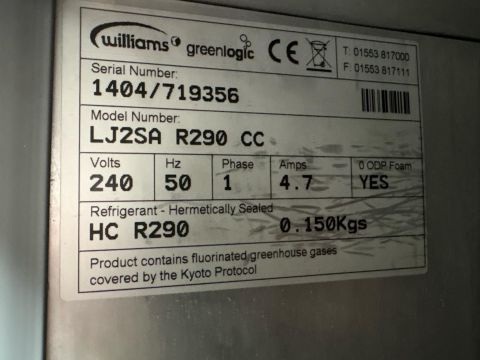 williams greenlogic CE T: 01553 817000
F: 01553 817111
Serial Number:
1404/719356
Model Number:
LJ2SA R290 CC
Volts Hz Phase Amps 0 ODP Foam
240 50 1 4.7 YES
Refrigerant - Hermetically Sealed
HC R290 0.150Kgs
Product contains fluorinated greenhouse gases
covered by the Kyoto Protocol